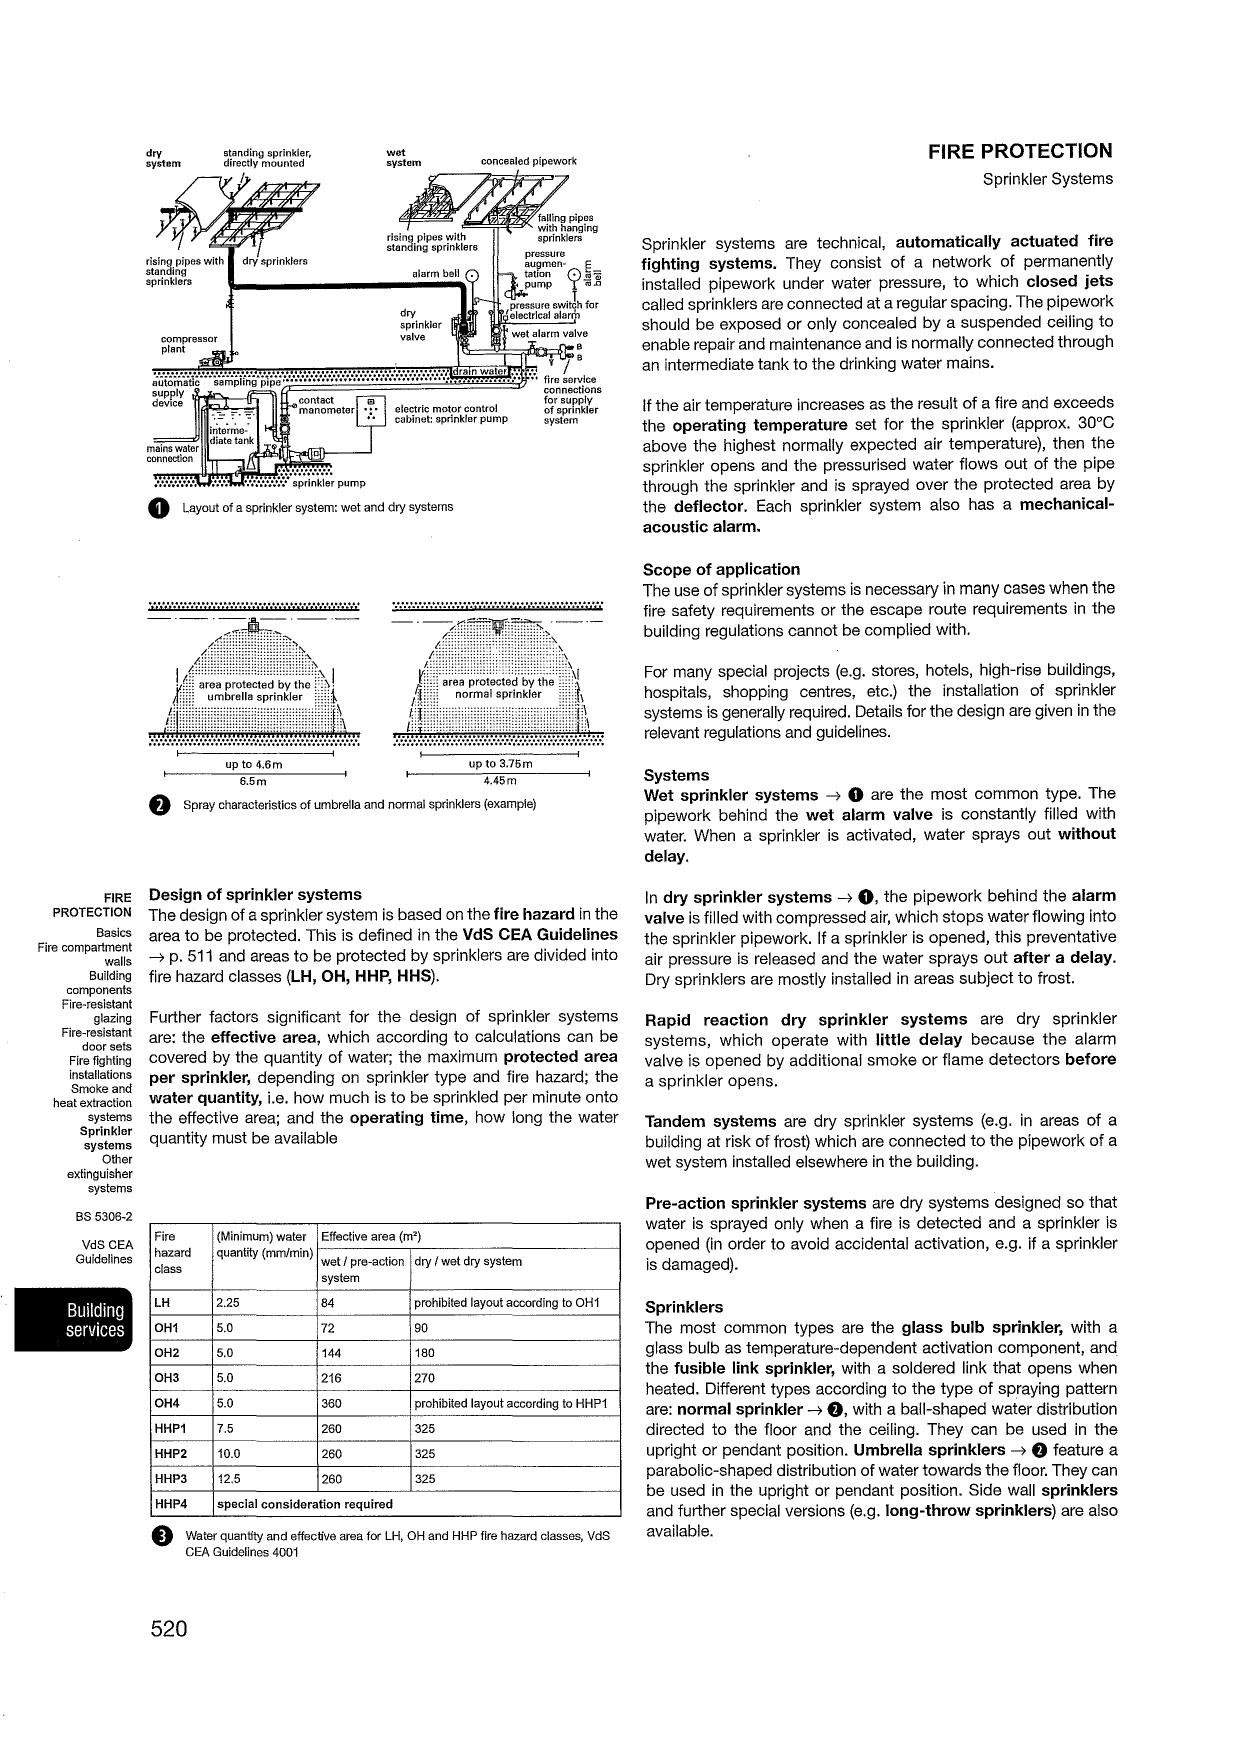 FIRE PROTECTION
Sprinkler Systems
dry
system
standing sprinkler,
directly mounted
wet
system
concealed pipework
falling pipes
with hanging
sprinklers
rising pipes with
standing sprinklers
pressure
augmen-
tation
pump
alarm
bell
rising pipes with
standing
sprinklers
dry sprinklers
alarm bell
pressure switch for
electrical alarm
dry
sprinkler
valve
wet alarm valve
B
B
compressor
plant
drain water
automatic
supply
device
sampling pipe
fire service
connections
for supply
of sprinkler
system
contact
manometer
electric motor control
cabinet: sprinkler pump
interme-
diate tank
mains water
connection
sprinkler pump
1 Layout of a sprinkler system: wet and dry systems
area protected by the
umbrella sprinkler
up to 4.6m
6.5m
area protected by the
normal sprinkler
up to 3.75m
4.45m
2 Spray characteristics of umbrella and normal sprinklers (example)
FIRE
PROTECTION
Basics
Fire compartment
walls
Building
components
Fire-resistant
glazing
Fire-resistant
door sets
Fire fighting
installations
Smoke and
heat extraction
systems
Sprinkler
systems
Other
extinguisher
systems
BS 5306-2
VdS CEA
Guidelines
Building
services
Design of sprinkler systems
The design of a sprinkler system is based on the fire hazard in the
area to be protected. This is defined in the VdS CEA Guidelines
→ p. 511 and areas to be protected by sprinklers are divided into
fire hazard classes (LH, OH, HHP, HHS).
Further factors significant for the design of sprinkler systems
are: the effective area, which according to calculations can be
covered by the quantity of water; the maximum protected area
per sprinkler, depending on sprinkler type and fire hazard; the
water quantity, i.e. how much is to be sprinkled per minute onto
the effective area; and the operating time, how long the water
quantity must be available
Fire
hazard
class
(Minimum) water
quantity (mm/min)
Effective area (m²)
wet / pre-action
system
dry / wet dry system
LH 2.25 84 prohibited layout according to OH1
OH1 5.0 72 90
OH2 5.0 144 180
OH3 5.0 216 270
OH4 5.0 360 prohibited layout according to HHP1
HHP1 7.5 260 325
HHP2 10.0 260 325
HHP3 12.5 260 325
HHP4 special consideration required
3 Water quantity and effective area for LH, OH and HHP fire hazard classes, VdS
CEA Guidelines 4001
Sprinkler systems are technical, automatically actuated fire
fighting systems. They consist of a network of permanently
installed pipework under water pressure, to which closed jets
called sprinklers are connected at a regular spacing. The pipework
should be exposed or only concealed by a suspended ceiling to
enable repair and maintenance and is normally connected through
an intermediate tank to the drinking water mains.
If the air temperature increases as the result of a fire and exceeds
the operating temperature set for the sprinkler (approx. 30°C
above the highest normally expected air temperature), then the
sprinkler opens and the pressurised water flows out of the pipe
through the sprinkler and is sprayed over the protected area by
the deflector. Each sprinkler system also has a mechanical-
acoustic alarm.
Scope of application
The use of sprinkler systems is necessary in many cases when the
fire safety requirements or the escape route requirements in the
building regulations cannot be complied with.
For many special projects (e.g. stores, hotels, high-rise buildings,
hospitals, shopping centres, etc.) the installation of sprinkler
systems is generally required. Details for the design are given in the
relevant regulations and guidelines.
Systems
Wet sprinkler systems → 1 are the most common type. The
pipework behind the wet alarm valve is constantly filled with
water. When a sprinkler is activated, water sprays out without
delay.
In dry sprinkler systems → 1, the pipework behind the alarm
valve is filled with compressed air, which stops water flowing into
the sprinkler pipework. If a sprinkler is opened, this preventative
air pressure is released and the water sprays out after a delay.
Dry sprinklers are mostly installed in areas subject to frost.
Rapid reaction dry sprinkler systems are dry sprinkler
systems, which operate with little delay because the alarm
valve is opened by additional smoke or flame detectors before
a sprinkler opens.
Tandem systems are dry sprinkler systems (e.g. in areas of a
building at risk of frost) which are connected to the pipework of a
wet system installed elsewhere in the building.
Pre-action sprinkler systems are dry systems designed so that
water is sprayed only when a fire is detected and a sprinkler is
opened (in order to avoid accidental activation, e.g. if a sprinkler
is damaged).
Sprinklers
The most common types are the glass bulb sprinkler, with a
glass bulb as temperature-dependent activation component, and
the fusible link sprinkler, with a soldered link that opens when
heated. Different types according to the type of spraying pattern
are: normal sprinkler → 2, with a ball-shaped water distribution
directed to the floor and the ceiling. They can be used in the
upright or pendant position. Umbrella sprinklers → 2 feature a
parabolic-shaped distribution of water towards the floor. They can
be used in the upright or pendant position. Side wall sprinklers
and further special versions (e.g. long-throw sprinklers) are also
available.
520